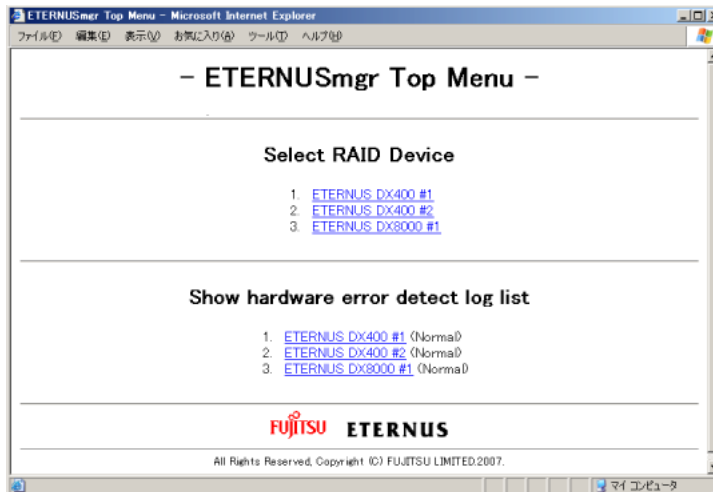 ETERNUSmgr Top Menu - Microsoft Internet Explorer
ファイル(F) 編集(E) 表示(V) お気に入り(A) ツール(T) ヘルプ(H)
- ETERNUSmgr Top Menu -
Select RAID Device
1. ETERNUS DX400 #1
2. ETERNUS DX400 #2
3. ETERNUS DX8000 #1
Show hardware error detect log list
1. ETERNUS DX400 #1 (Normal)
2. ETERNUS DX400 #2 (Normal)
3. ETERNUS DX8000 #1 (Normal)
FUJITSU ETERNUS
All Rights Reserved, Copyright (C) FUJITSU LIMITED.2007.
マイ コンピュータ